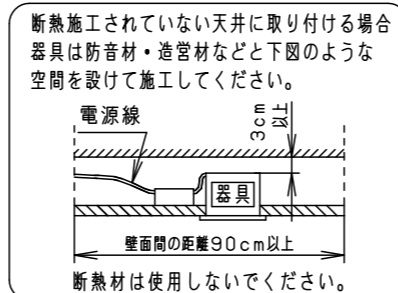 断熱施工されていない天井に取り付ける場合
器具は防音材・造営材などと下図のような
空間を設けて施工してください。
電源線
3cm
以上
器具
壁面間の距離90cm以上
断熱材は使用しないでください。